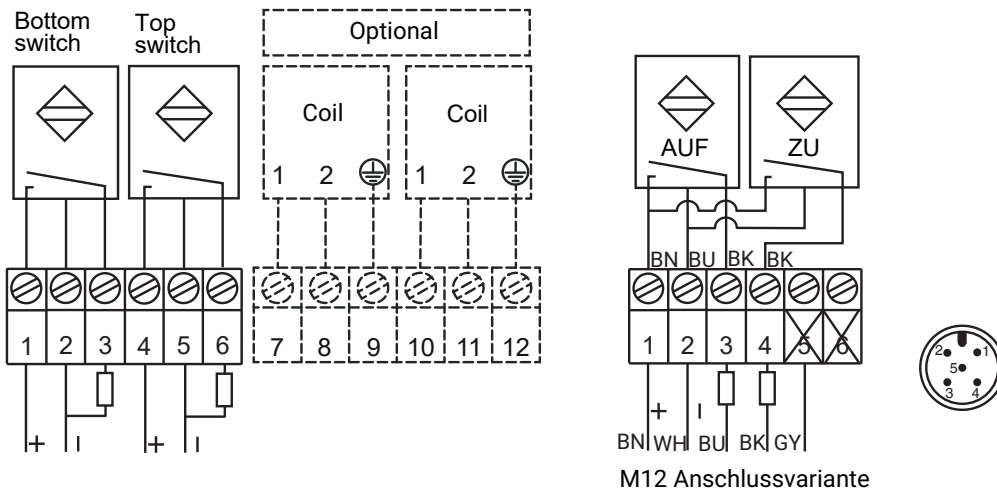 Bottom
switch
Top
switch
Optional
Coil
Coil
1 2
1 2
AUF
ZU
BN BU BK BK
1 2 3 4 5 6
7 8 9 10 11 12
1 2 3 4 5 6
+ − + −
+ −
BN WH BU BK GY
2 1
5
3 4
M12 Anschlussvariante